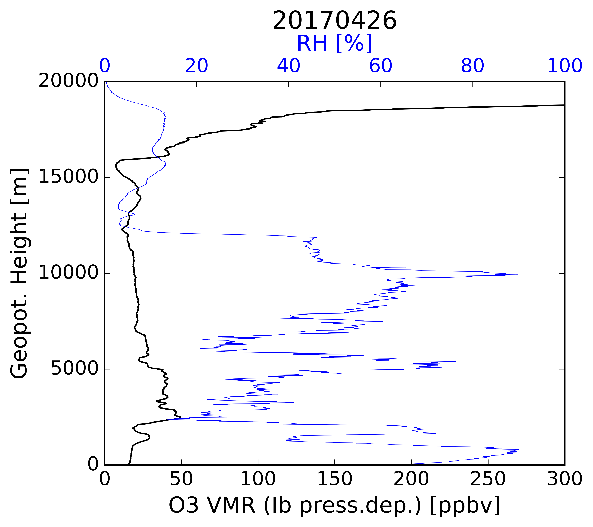 20170426
RH [%]
0 20 40 60 80 100
20000
15000
10000
5000
0
Geopot. Height [m]
0 50 100 150 200 250 300
O3 VMR (Ib press.dep.) [ppbv]